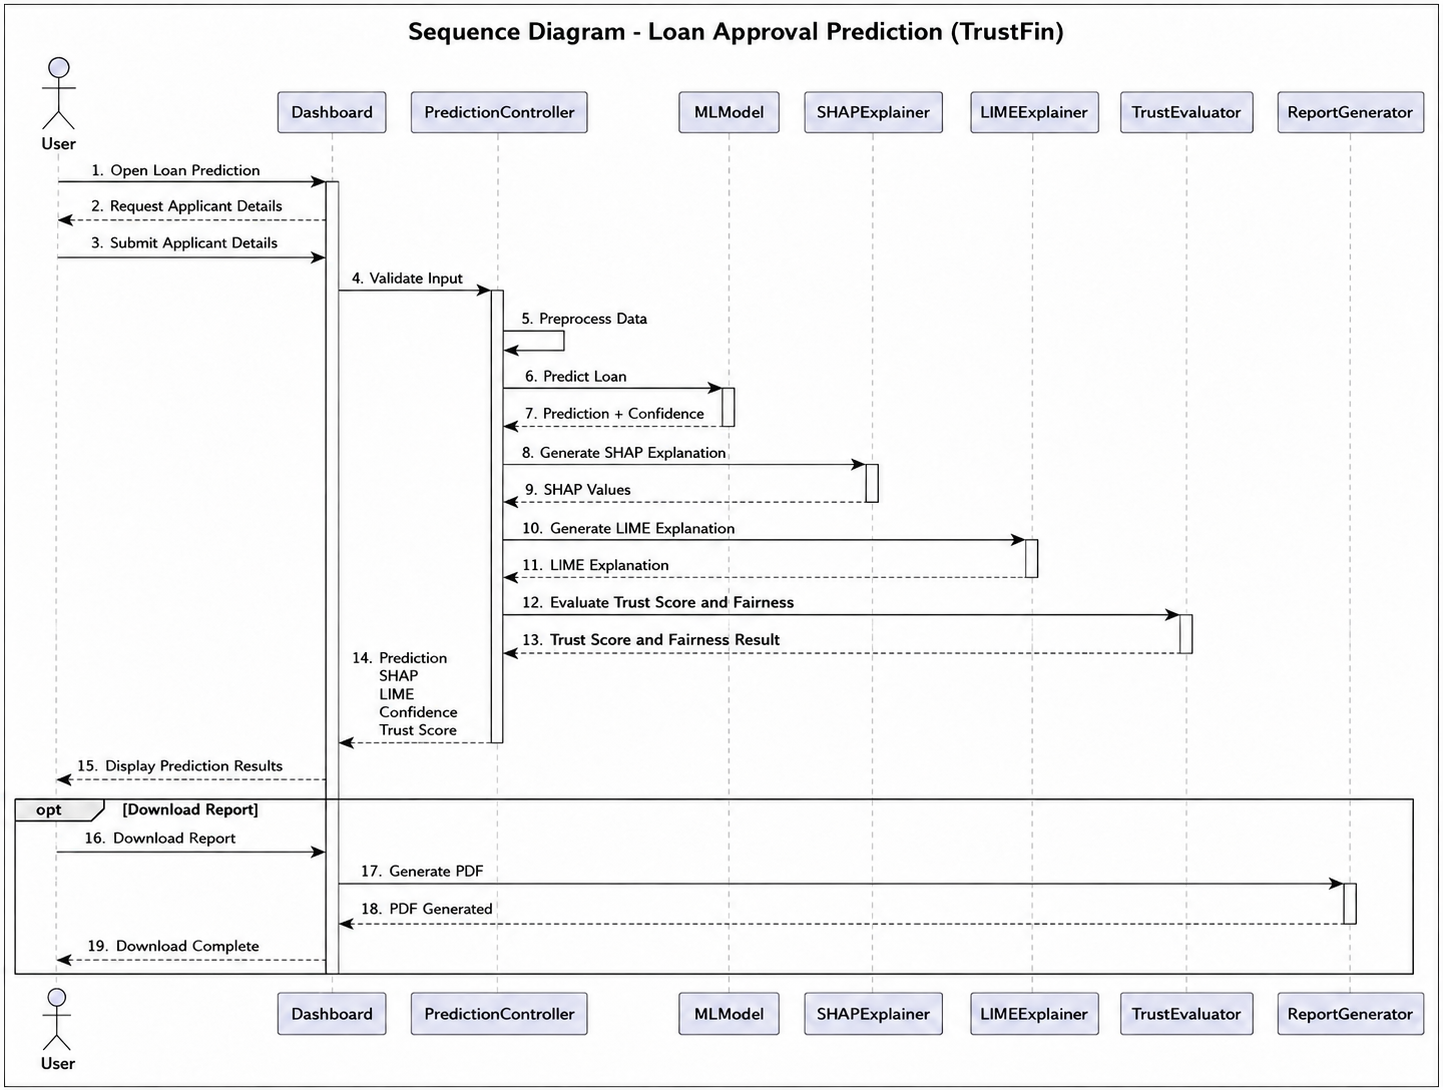 Sequence Diagram - Loan Approval Prediction (TrustFin)
User
Dashboard
PredictionController
MLModel
SHAPExplainer
LIMEExplainer
TrustEvaluator
ReportGenerator
1. Open Loan Prediction
2. Request Applicant Details
3. Submit Applicant Details
4. Validate Input
5. Preprocess Data
6. Predict Loan
7. Prediction + Confidence
8. Generate SHAP Explanation
9. SHAP Values
10. Generate LIME Explanation
11. LIME Explanation
12. Evaluate Trust Score and Fairness
13. Trust Score and Fairness Result
14. Prediction
SHAP
LIME
Confidence
Trust Score
15. Display Prediction Results
opt [Download Report]
16. Download Report
17. Generate PDF
18. PDF Generated
19. Download Complete
User
Dashboard
PredictionController
MLModel
SHAPExplainer
LIMEExplainer
TrustEvaluator
ReportGenerator